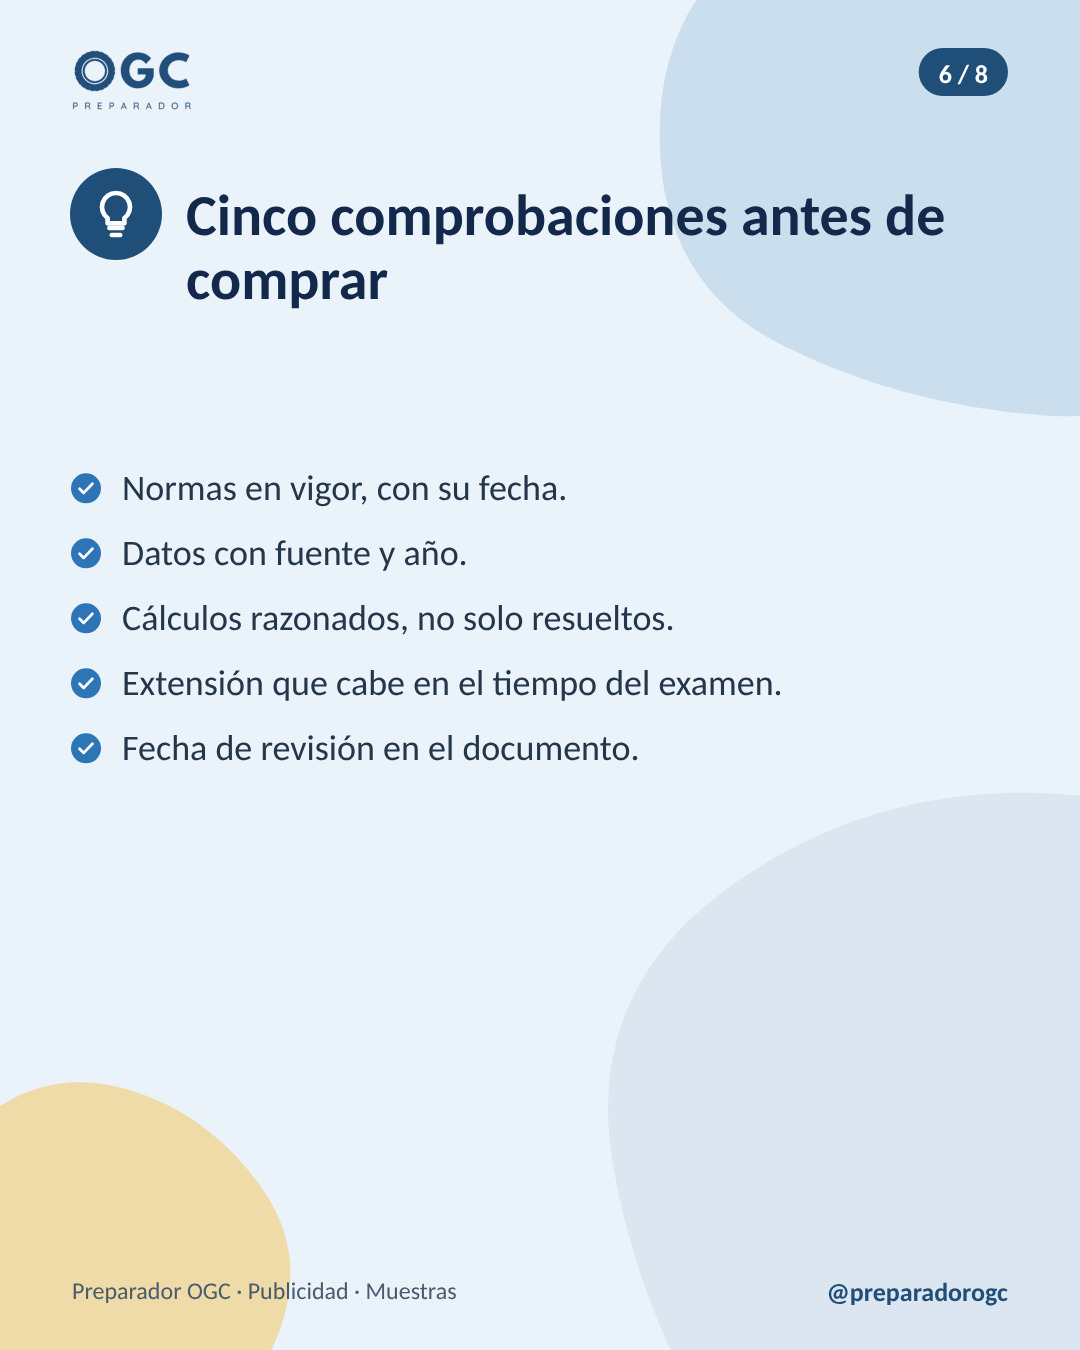 OGC
PREPARADOR
6 / 8
Cinco comprobaciones antes de
comprar
Normas en vigor, con su fecha.
Datos con fuente y año.
Cálculos razonados, no solo resueltos.
Extensión que cabe en el tiempo del examen.
Fecha de revisión en el documento.
Preparador OGC · Publicidad · Muestras
@preparadorogc